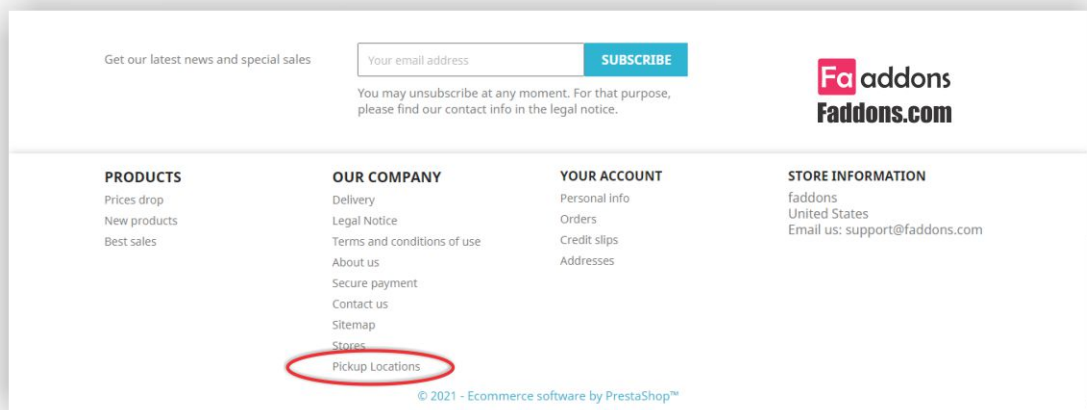 Get our latest news and special sales
Your email address
SUBSCRIBE
You may unsubscribe at any moment. For that purpose,
please find our contact info in the legal notice.
Fa addons
Faddons.com
PRODUCTS
Prices drop
New products
Best sales
OUR COMPANY
Delivery
Legal Notice
Terms and conditions of use
About us
Secure payment
Contact us
Sitemap
Stores
Pickup Locations
YOUR ACCOUNT
Personal info
Orders
Credit slips
Addresses
STORE INFORMATION
faddons
United States
Email us: support@faddons.com
© 2021 - Ecommerce software by PrestaShop™